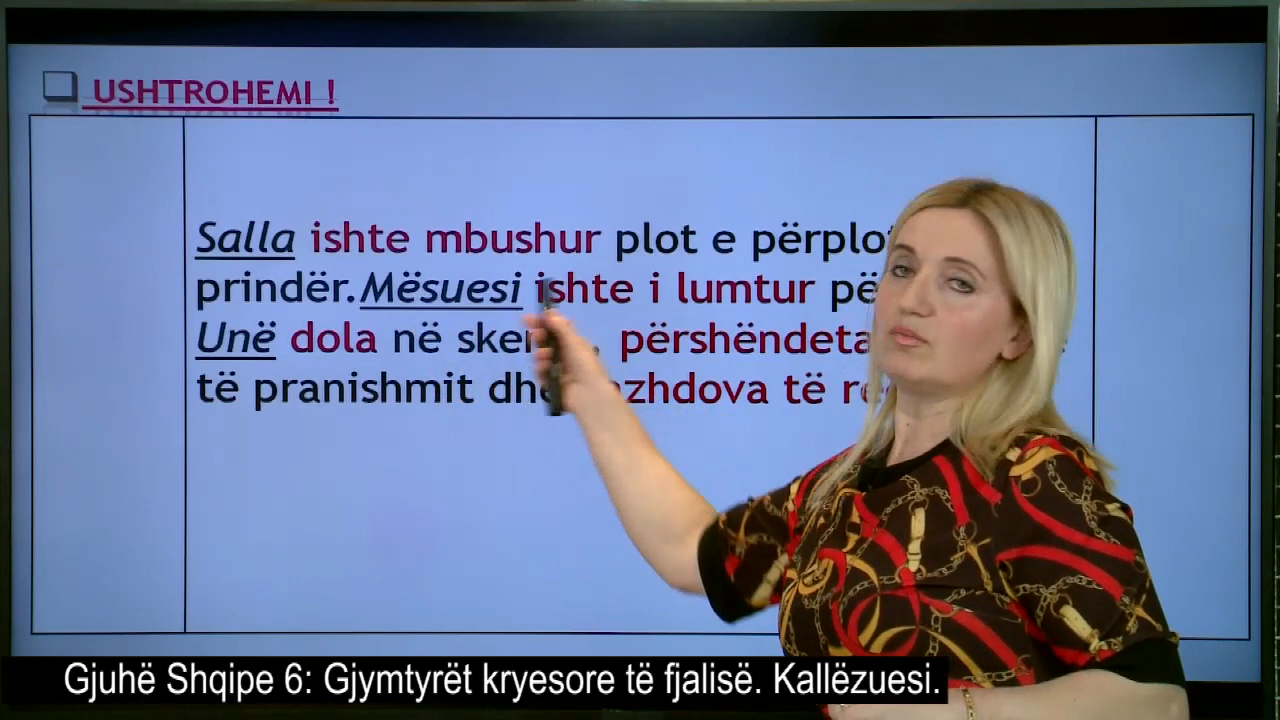 USHTROHEMI !
Salla ishte mbushur plot e
prindër. Mësuesi ishte i lumtur
Unë dola në
të pranishmit
Gjuhë Shqipe 6: Gjymtyrët kryesore të fjalisë. Kallëzuesi.